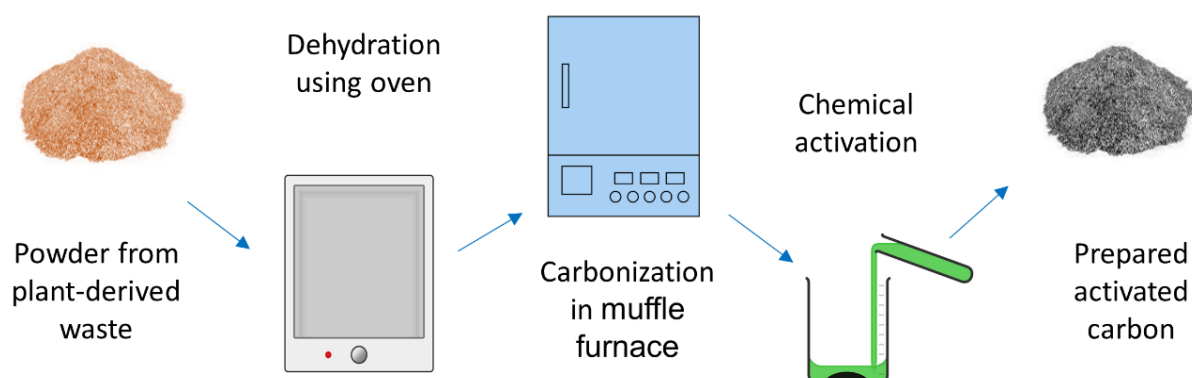 Powder from
plant-derived
waste
Dehydration
using oven
Carbonization
in muffle
furnace
Chemical
activation
Prepared
activated
carbon